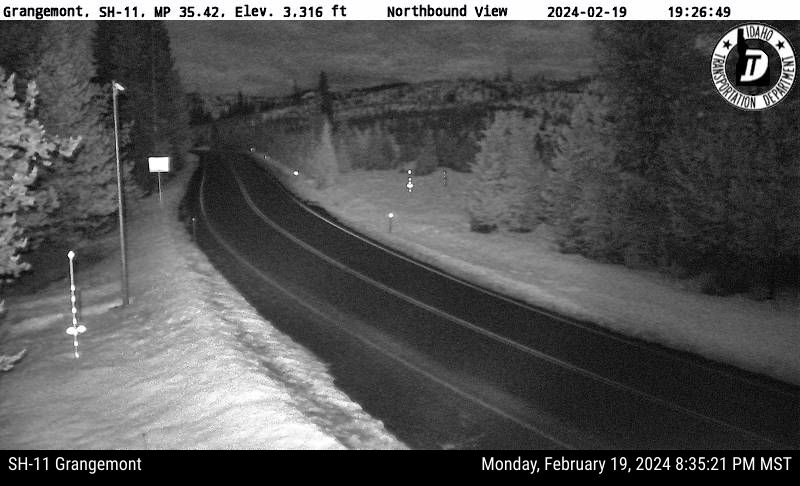 Grangemont, SH-11, MP 35.42, Elev. 3,316 ft Northbound View 2024-02-19 19:26:49
IDAHO
TRANSPORTATION DEPARTMENT
SH-11 Grangemont Monday, February 19, 2024 8:35:21 PM MST